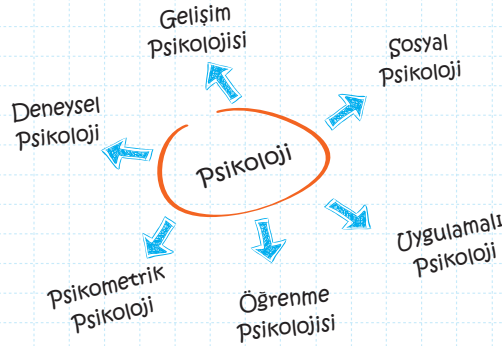 Gelişim
Psikolojisi
Sosyal
Psikoloji
Deneysel
Psikoloji
Psikoloji
Uygulamalı
Psikoloji
Psikometrik
Psikoloji
Öğrenme
Psikolojisi